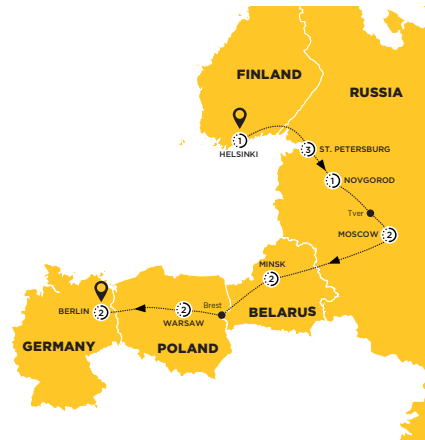 FINLAND
RUSSIA
1
HELSINKI
3 ST. PETERSBURG
1 NOVGOROD
Tver
MOSCOW 2
MINSK
2
Brest
BELARUS
BERLIN 2
2
WARSAW
GERMANY
POLAND